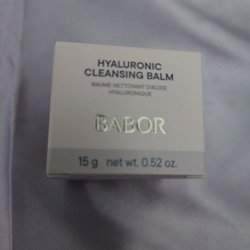 HYALURONIC
CLEANSING BALM
BAUME NETTOYANT D'ACIDE
HYALURONIQUE
BABOR
15 g net wt. 0.52 oz.